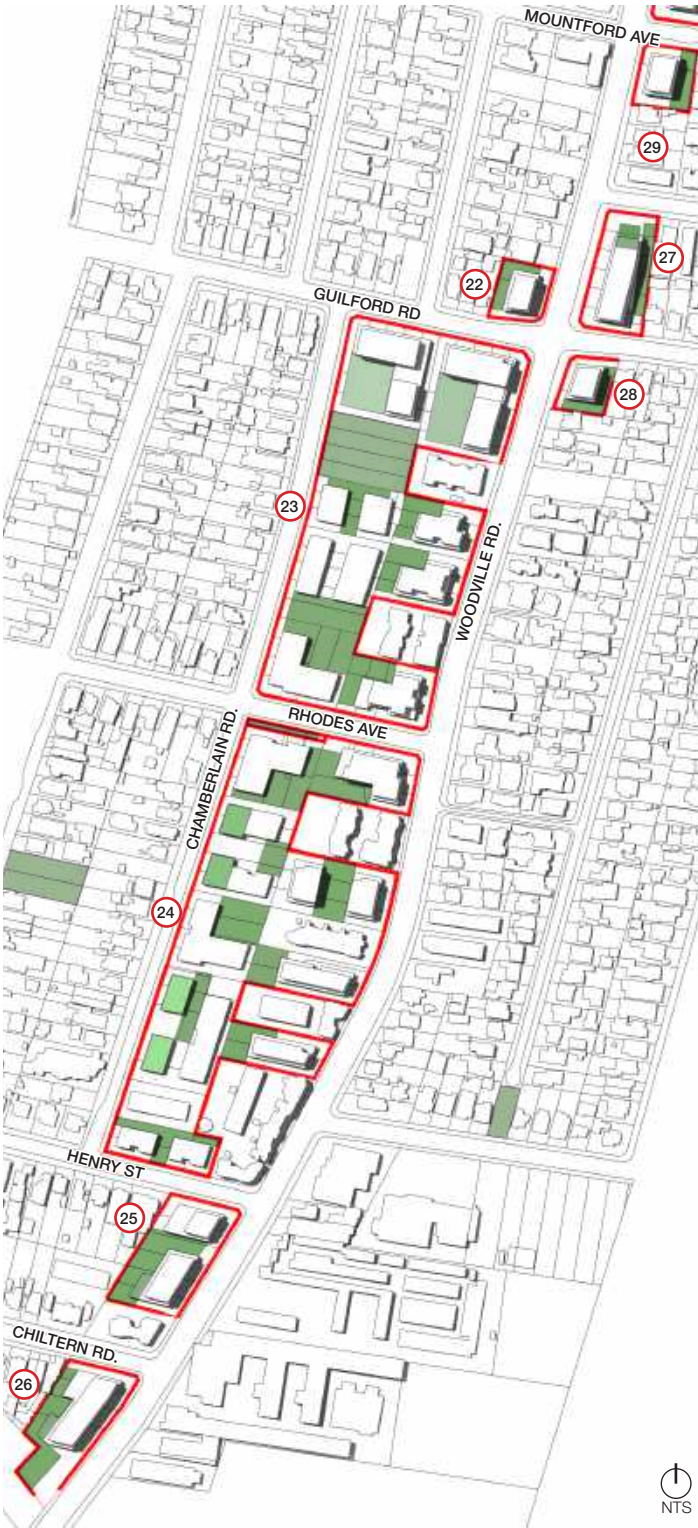 MOUNTFORD AVE
29
27
22
GUILFORD RD
28
23
WOODVILLE RD.
RHODES AVE
CHAMBERLAIN RD.
24
HENRY ST
25
CHILTERN RD.
26
NTS